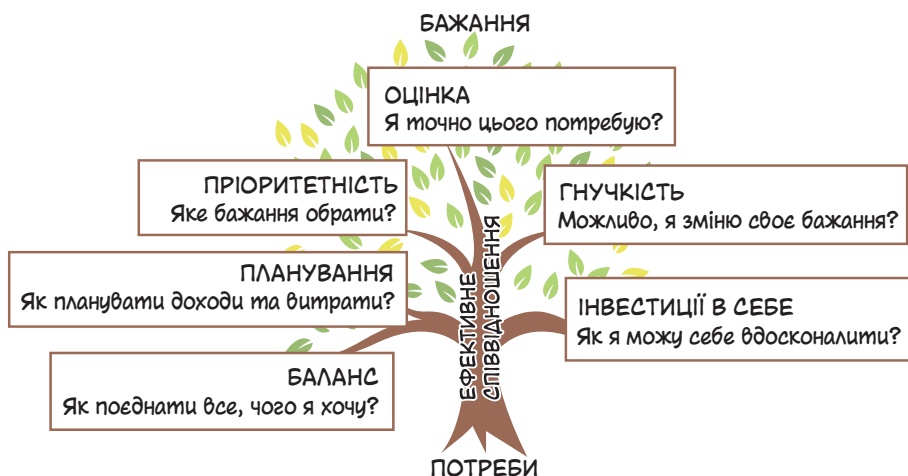 БАЖАННЯ
ОЦІНКА
Я точно цього потребую?
ПРІОРИТЕТНІСТЬ
Яке бажання обрати?
ГНУЧКІСТЬ
Можливо, я зміню своє бажання?
ПЛАНУВАННЯ
Як планувати доходи та витрати?
ІНВЕСТИЦІЇ В СЕБЕ
Як я можу себе вдосконалити?
БАЛАНС
Як поєднати все, чого я хочу?
ЕФЕКТИВНЕ
СПІВВІДНОШЕННЯ
ПОТРЕБИ